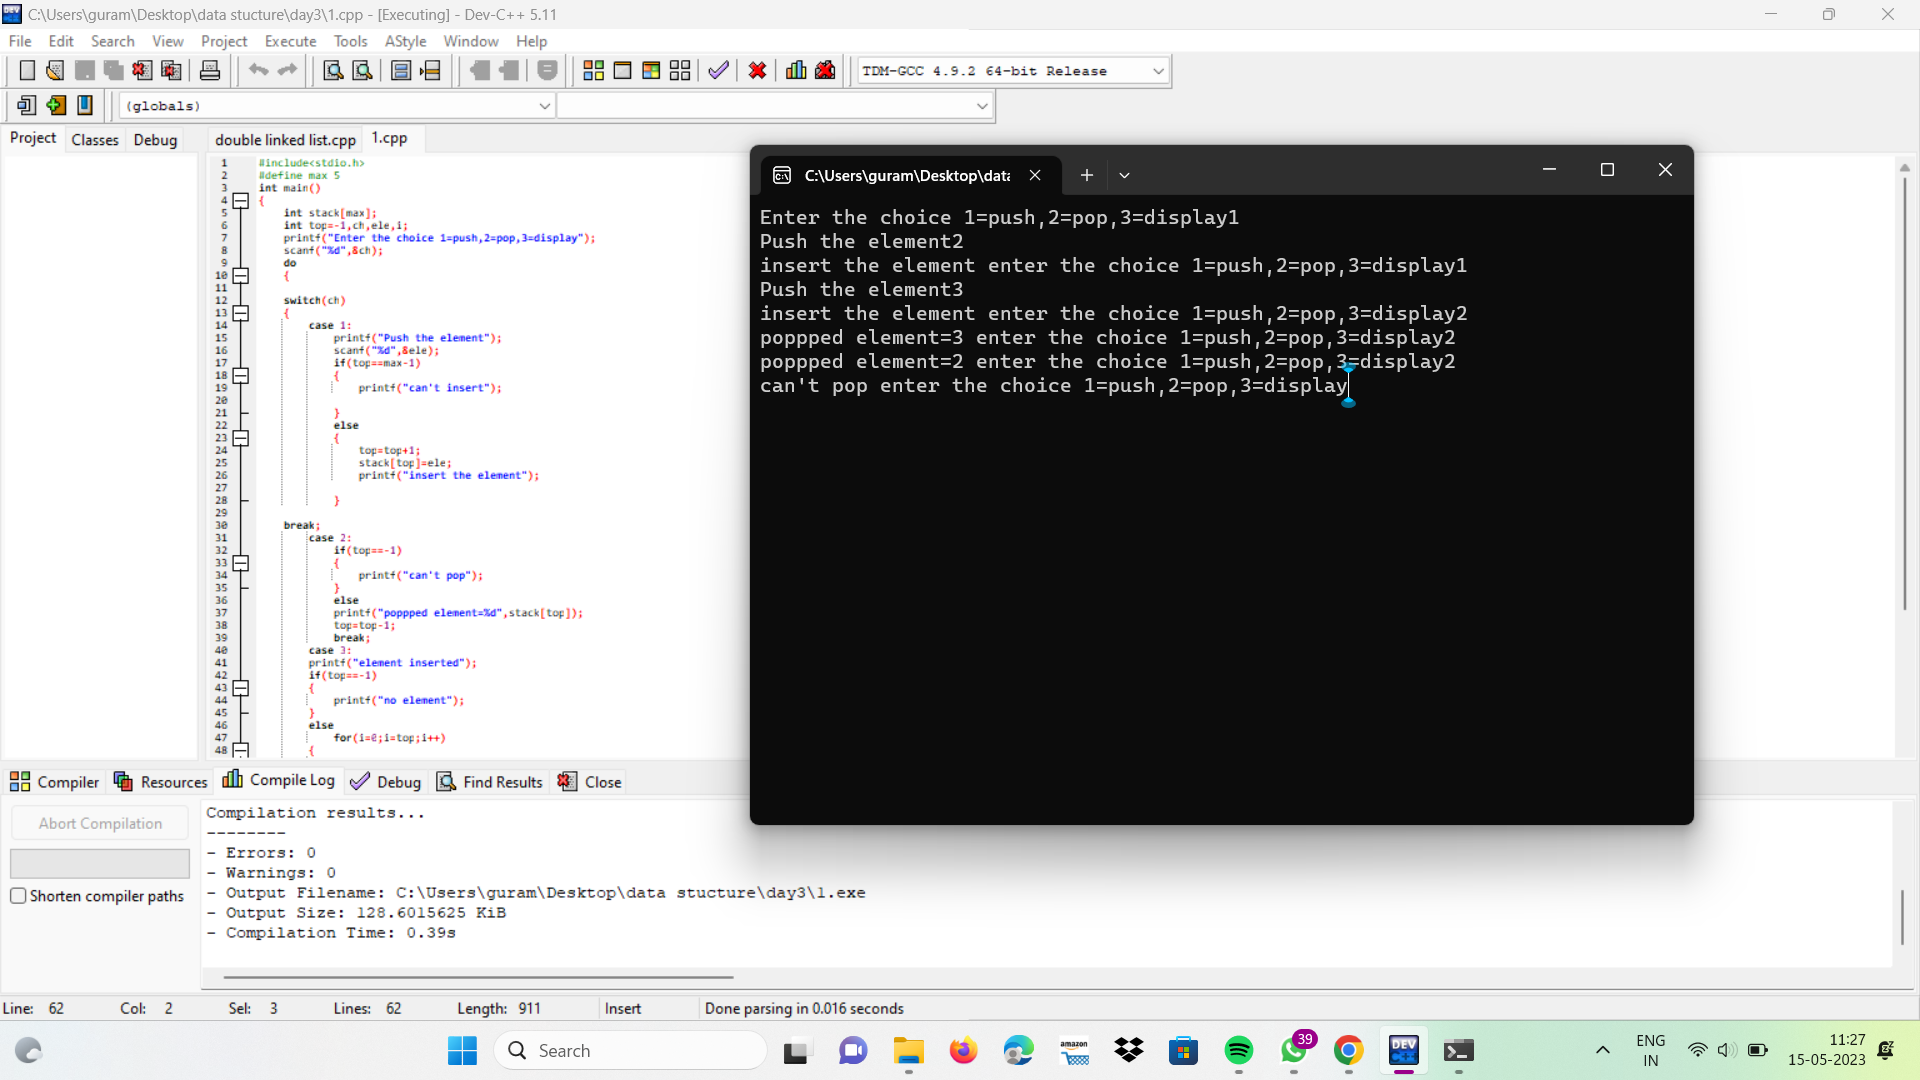 C:\Users\guram\Desktop\data stucture\day3\1.cpp - [Executing] - Dev-C++ 5.11
File Edit Search View Project Execute Tools AStyle Window Help
TDM-GCC 4.9.2 64-bit Release
(globals)
Project Classes Debug
double linked list.cpp 1.cpp
1 #include<stdio.h>
2 #define max 5
3 int main()
4 {
5 int stack[max];
6 int top=-1,ch,ele,i;
7 printf("Enter the choice 1=push,2=pop,3=display");
8 scanf("%d",&ch);
9 do
10 {
11
12 switch(ch)
13 {
14 case 1:
15 printf("Push the element");
16 scanf("%d",&ele);
17 if(top==max-1)
18 {
19 printf("can't insert");
20
21 }
22 else
23 {
24 top=top+1;
25 stack[top]=ele;
26 printf("insert the element");
27
28 }
29
30 break;
31 case 2:
32 if(top==-1)
33 {
34 printf("can't pop");
35 }
36 else
37 printf("poppped element=%d",stack[top]);
38 top=top-1;
39 break;
40 case 3:
41 printf("element inserted");
42 if(top==-1)
43 {
44 printf("no element");
45 }
46 else
47 for(i=0;i=top;i++)
48 {
C:\Users\guram\Desktop\data
Enter the choice 1=push,2=pop,3=display1
Push the element2
insert the element enter the choice 1=push,2=pop,3=display1
Push the element3
insert the element enter the choice 1=push,2=pop,3=display2
poppped element=3 enter the choice 1=push,2=pop,3=display2
poppped element=2 enter the choice 1=push,2=pop,3=display2
can't pop enter the choice 1=push,2=pop,3=display
Compiler Resources Compile Log Debug Find Results Close
Abort Compilation
Shorten compiler paths
Compilation results...
--------
- Errors: 0
- Warnings: 0
- Output Filename: C:\Users\guram\Desktop\data stucture\day3\1.exe
- Output Size: 128.6015625 KiB
- Compilation Time: 0.39s
Line: 62 Col: 2 Sel: 3 Lines: 62 Length: 911 Insert Done parsing in 0.016 seconds
Search
amazon
39
DEV C++
ENG
IN
11:27
15-05-2023